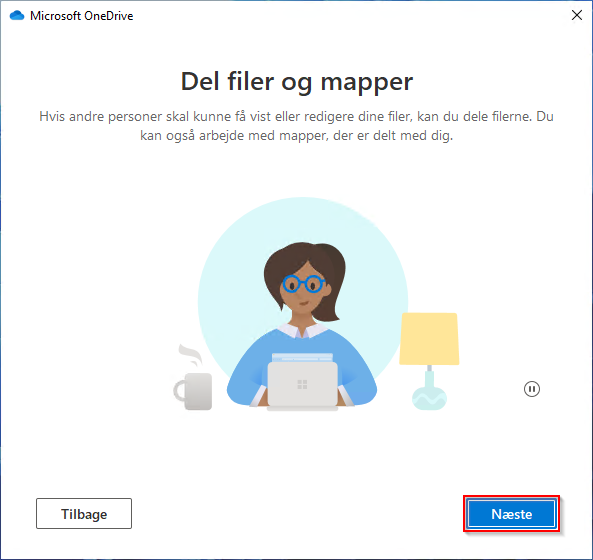 Microsoft OneDrive
Del filer og mapper
Hvis andre personer skal kunne få vist eller redigere dine filer, kan du dele filerne. Du
kan også arbejde med mapper, der er delt med dig.
Tilbage
Næste